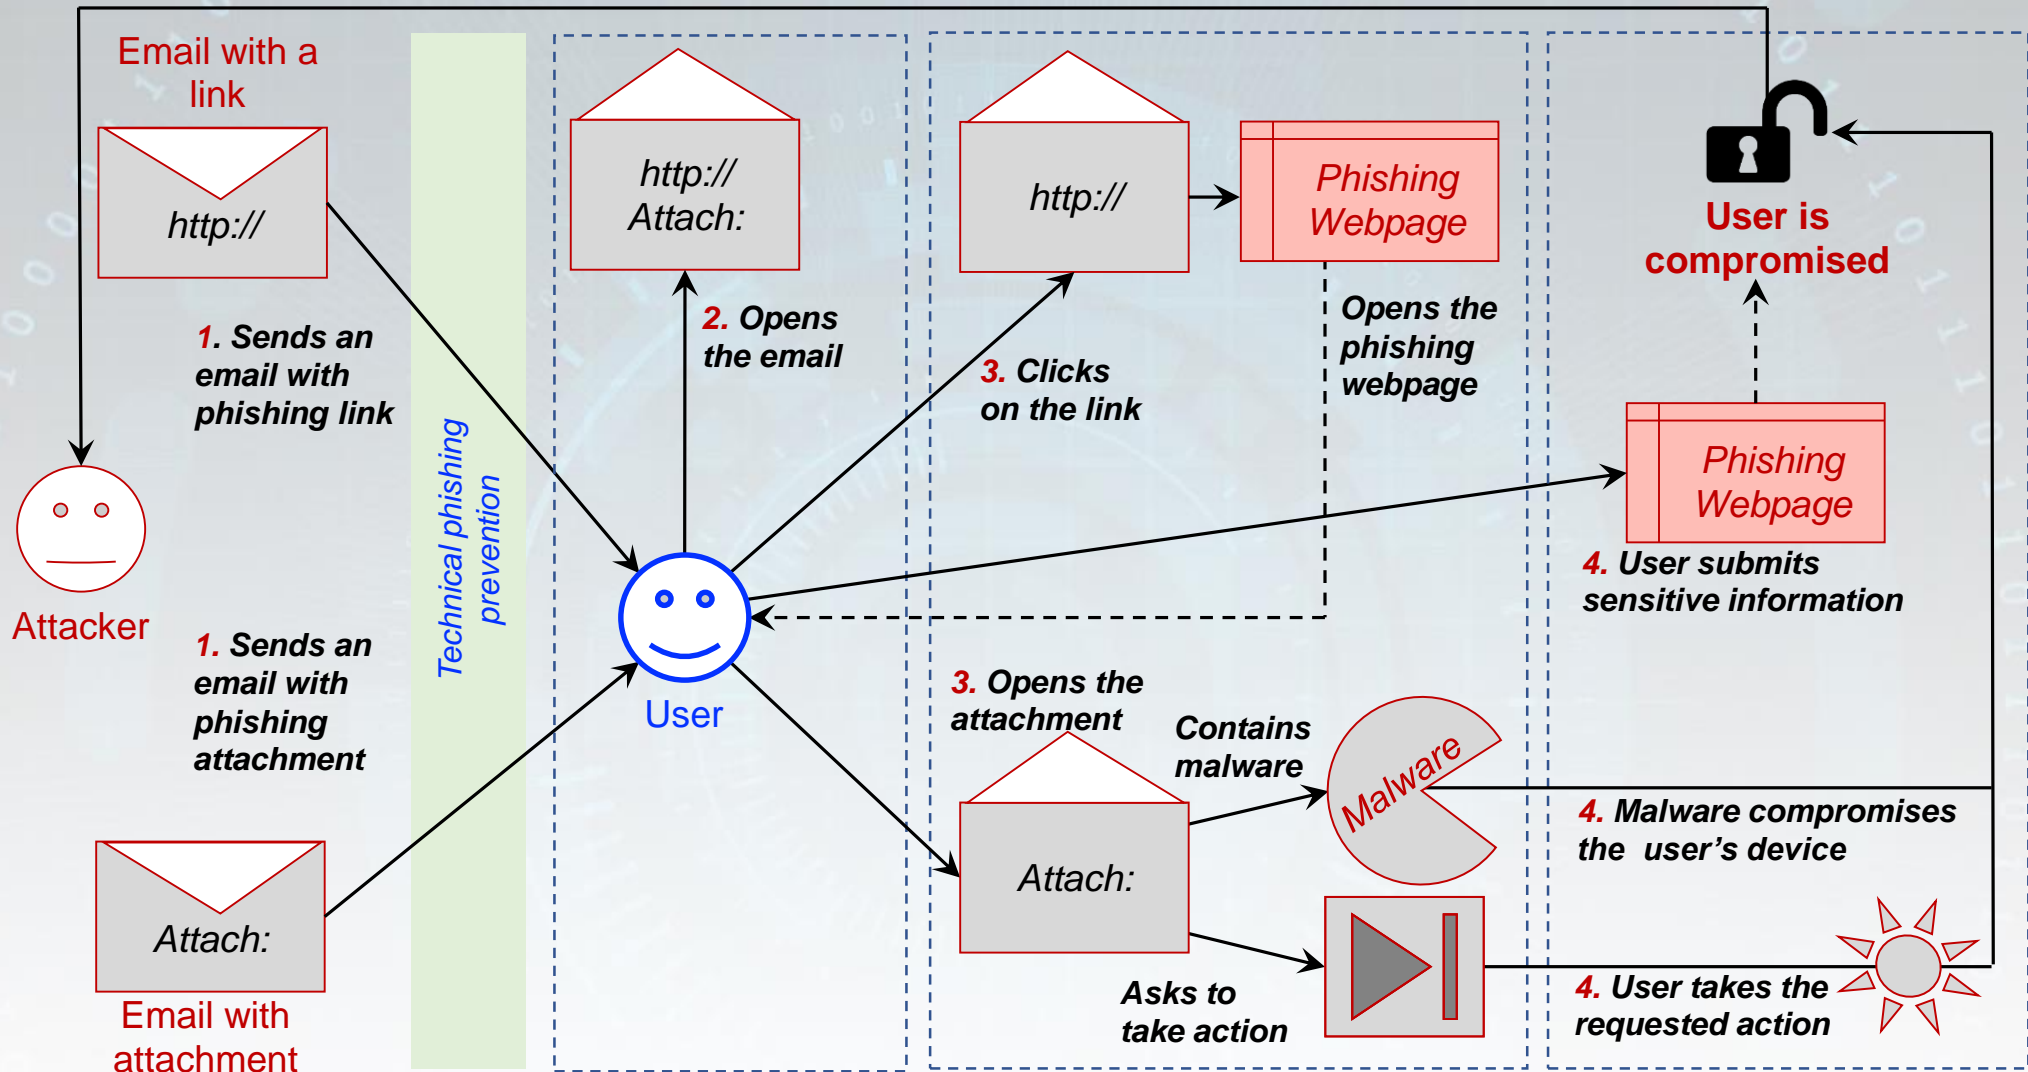 Email with a
link
http://
1. Sends an
email with
phishing link
Attacker
1. Sends an
email with
phishing
attachment
Attach:
Email with
attachment
Technical phishing
prevention
http://
Attach:
2. Opens
the email
User
http://
3. Clicks
on the link
Phishing
Webpage
Opens the
phishing
webpage
3. Opens the
attachment
Attach:
Contains
malware
Malware
Asks to
take action
User is
compromised
Phishing
Webpage
4. User submits
sensitive information
4. Malware compromises
the user’s device
4. User takes the
requested action